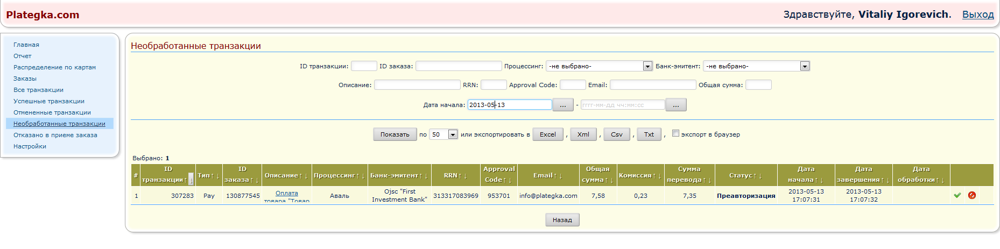 Plategka.com
Здравствуйте, Vitaliy Igorevich. Выход
Главная
Отчет
Распределение по картам
Заказы
Все транзакции
Успешные транзакции
Отмененные транзакции
Необработанные транзакции
Отказано в приеме заказа
Настройки
Необработанные транзакции
ID транзакции: ID заказа: Процессинг: -не выбрано- Банк-эмитент: -не выбрано-
Описание: RRN: Approval Code: Email: Общая сумма:
Дата начала: 2013-05-13 ... - гггг-мм-дд чч:мм:сс ...
Показать по 50 или экспортировать в Excel , Xml , Csv , Txt , экспорт в браузер
Выбрано: 1
# ID транзакции↑↓ Тип↑↓ ID заказа↑↓ Описание↑↓ Процессинг↑↓ Банк-эмитент↑↓ RRN↑↓ Approval Code↑↓ Email↑↓ Общая сумма↑↓ Комиссия↑↓ Сумма перевода↑↓ Статус↑↓ Дата начала↑↓ Дата завершения↑↓ Дата обработки↑↓
1 307283 Pay 130877545 Оплата товара "Товар Аваль Ojsc "First Investment Bank" 313317083969 953701 info@plategka.com 7,58 0,23 7,35 Преавторизация 2013-05-13 17:07:31 2013-05-13 17:07:32
Назад